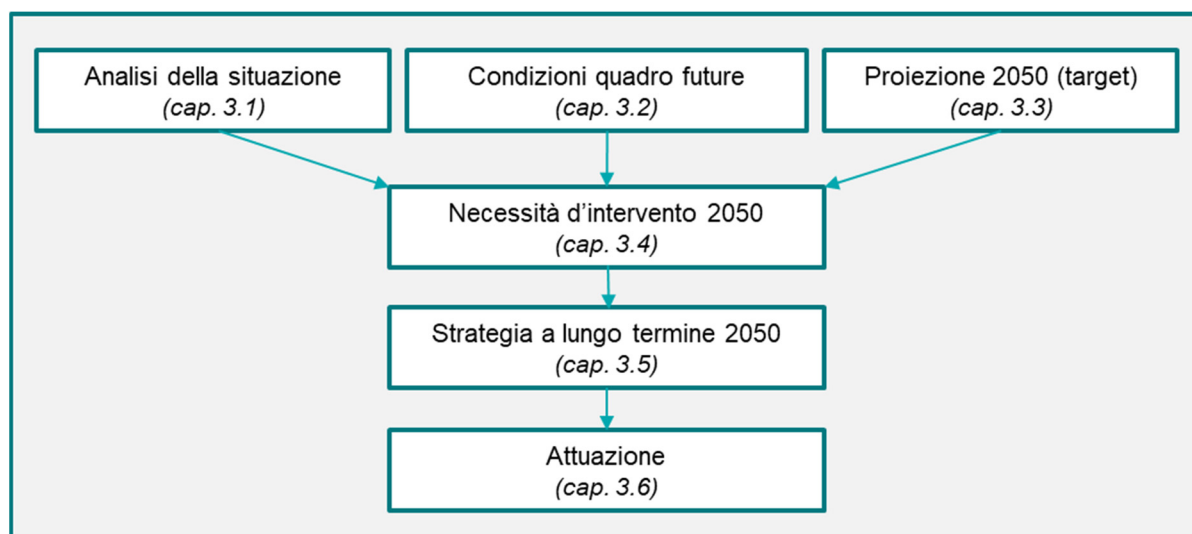 Analisi della situazione
(cap. 3.1)
Condizioni quadro future
(cap. 3.2)
Proiezione 2050 (target)
(cap. 3.3)
Necessità d’intervento 2050
(cap. 3.4)
Strategia a lungo termine 2050
(cap. 3.5)
Attuazione
(cap. 3.6)